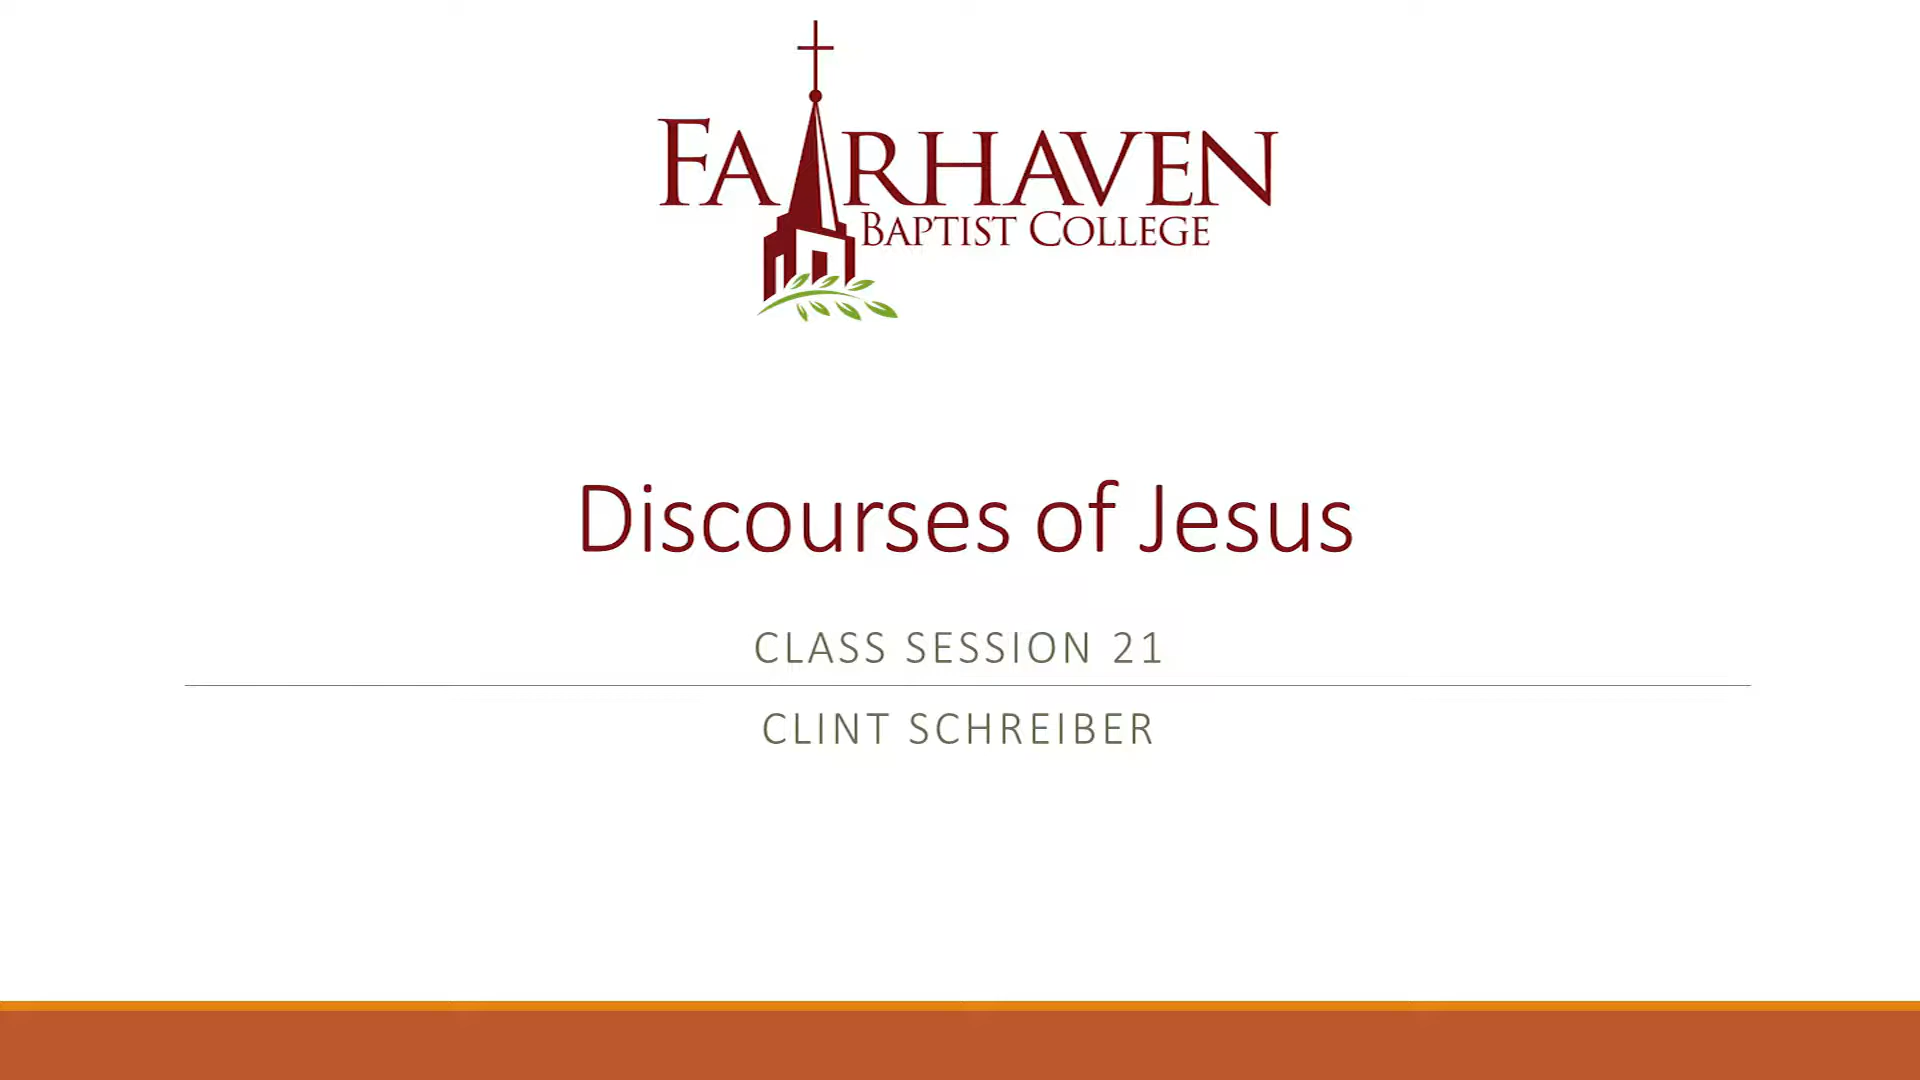 FAIRHAVEN
BAPTIST COLLEGE
Discourses of Jesus
CLASS SESSION 21
CLINT SCHREIBER